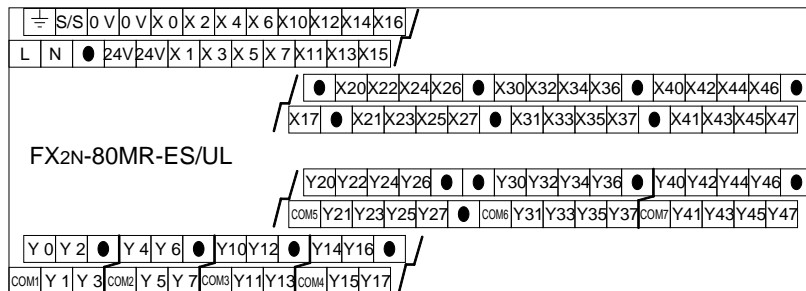 S/S 0 V 0 V X 0 X 2 X 4 X 6 X10 X12 X14 X16
L N ● 24V 24V X 1 X 3 X 5 X 7 X11 X13 X15
● X20 X22 X24 X26 ● X30 X32 X34 X36 ● X40 X42 X44 X46 ●
X17 ● X21 X23 X25 X27 ● X31 X33 X35 X37 ● X41 X43 X45 X47
FX2N-80MR-ES/UL
Y20 Y22 Y24 Y26 ● ● Y30 Y32 Y34 Y36 ● Y40 Y42 Y44 Y46 ●
COM5 Y21 Y23 Y25 Y27 ● COM6 Y31 Y33 Y35 Y37 COM7 Y41 Y43 Y45 Y47
Y 0 Y 2 ● Y 4 Y 6 ● Y10 Y12 ● Y14 Y16 ●
COM1 Y 1 Y 3 COM2 Y 5 Y 7 COM3 Y11 Y13 COM4 Y15 Y17